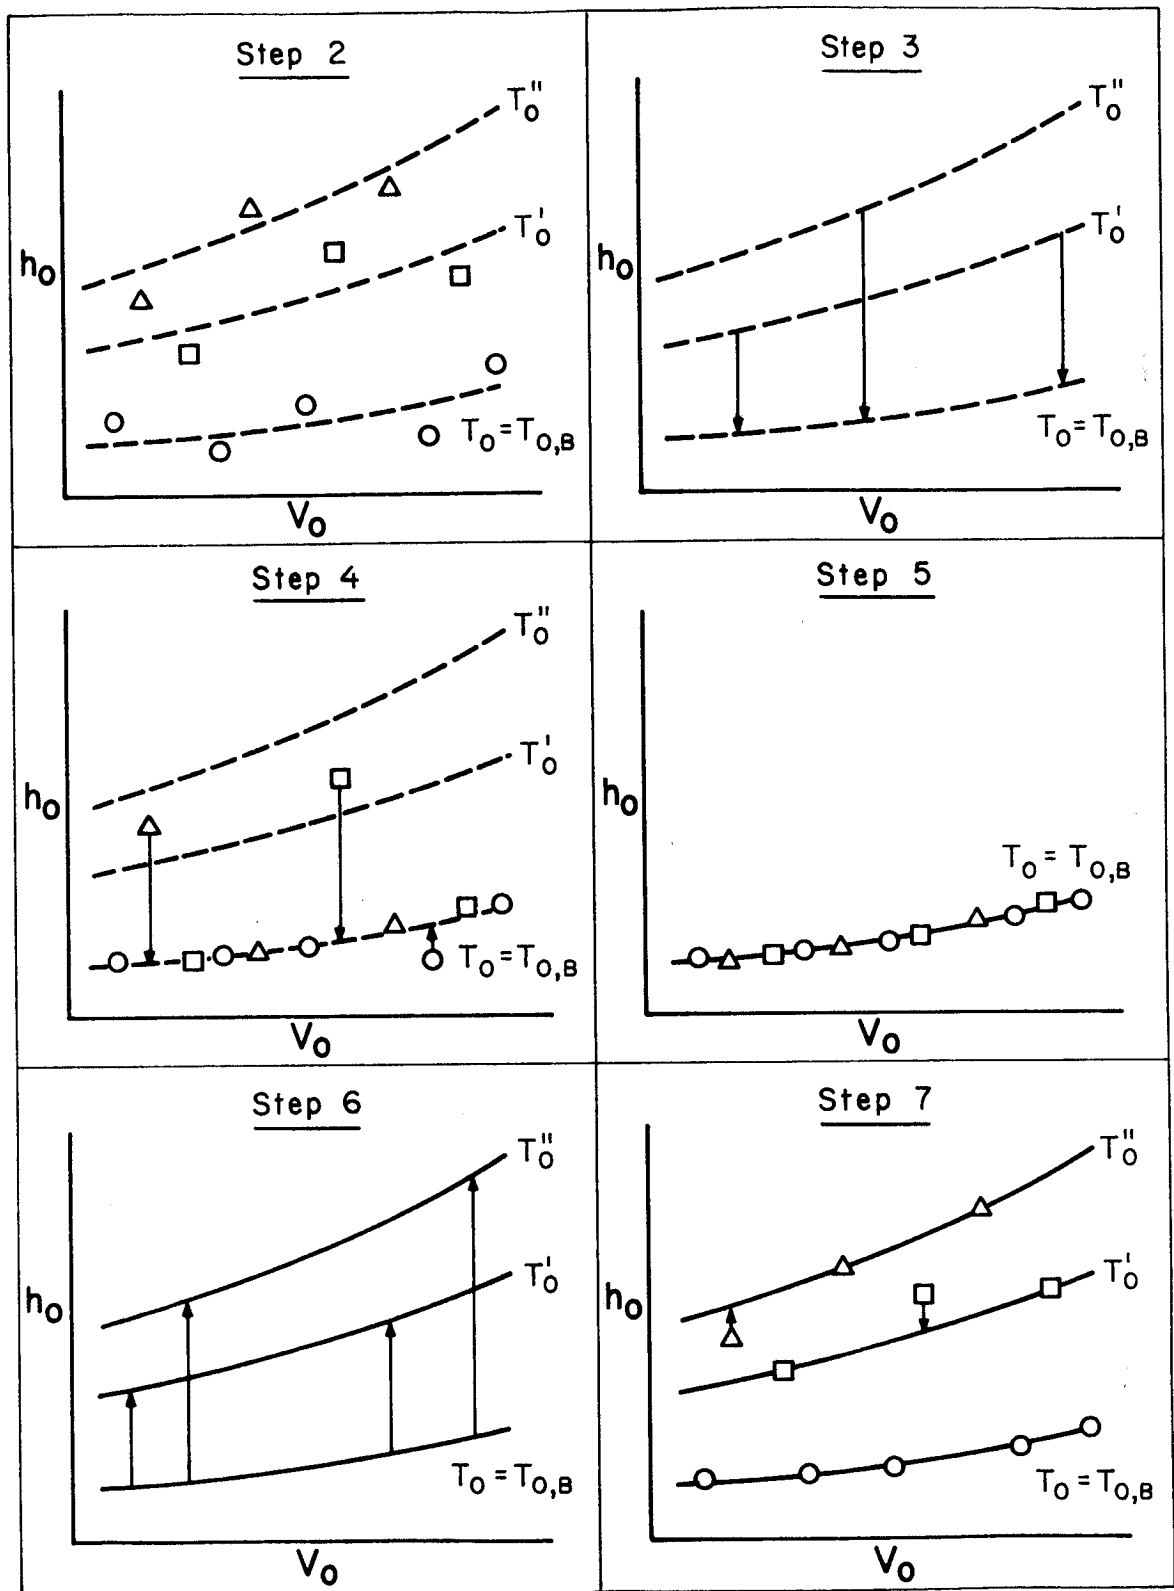 Step 2
T₀''
T₀'
h₀
T₀ = T₀,B
V₀
Step 3
T₀''
T₀'
h₀
T₀ = T₀,B
V₀
Step 4
T₀''
T₀'
h₀
T₀ = T₀,B
V₀
Step 5
h₀
T₀ = T₀,B
V₀
Step 6
T₀''
T₀'
h₀
T₀ = T₀,B
V₀
Step 7
T₀''
T₀'
h₀
T₀ = T₀,B
V₀